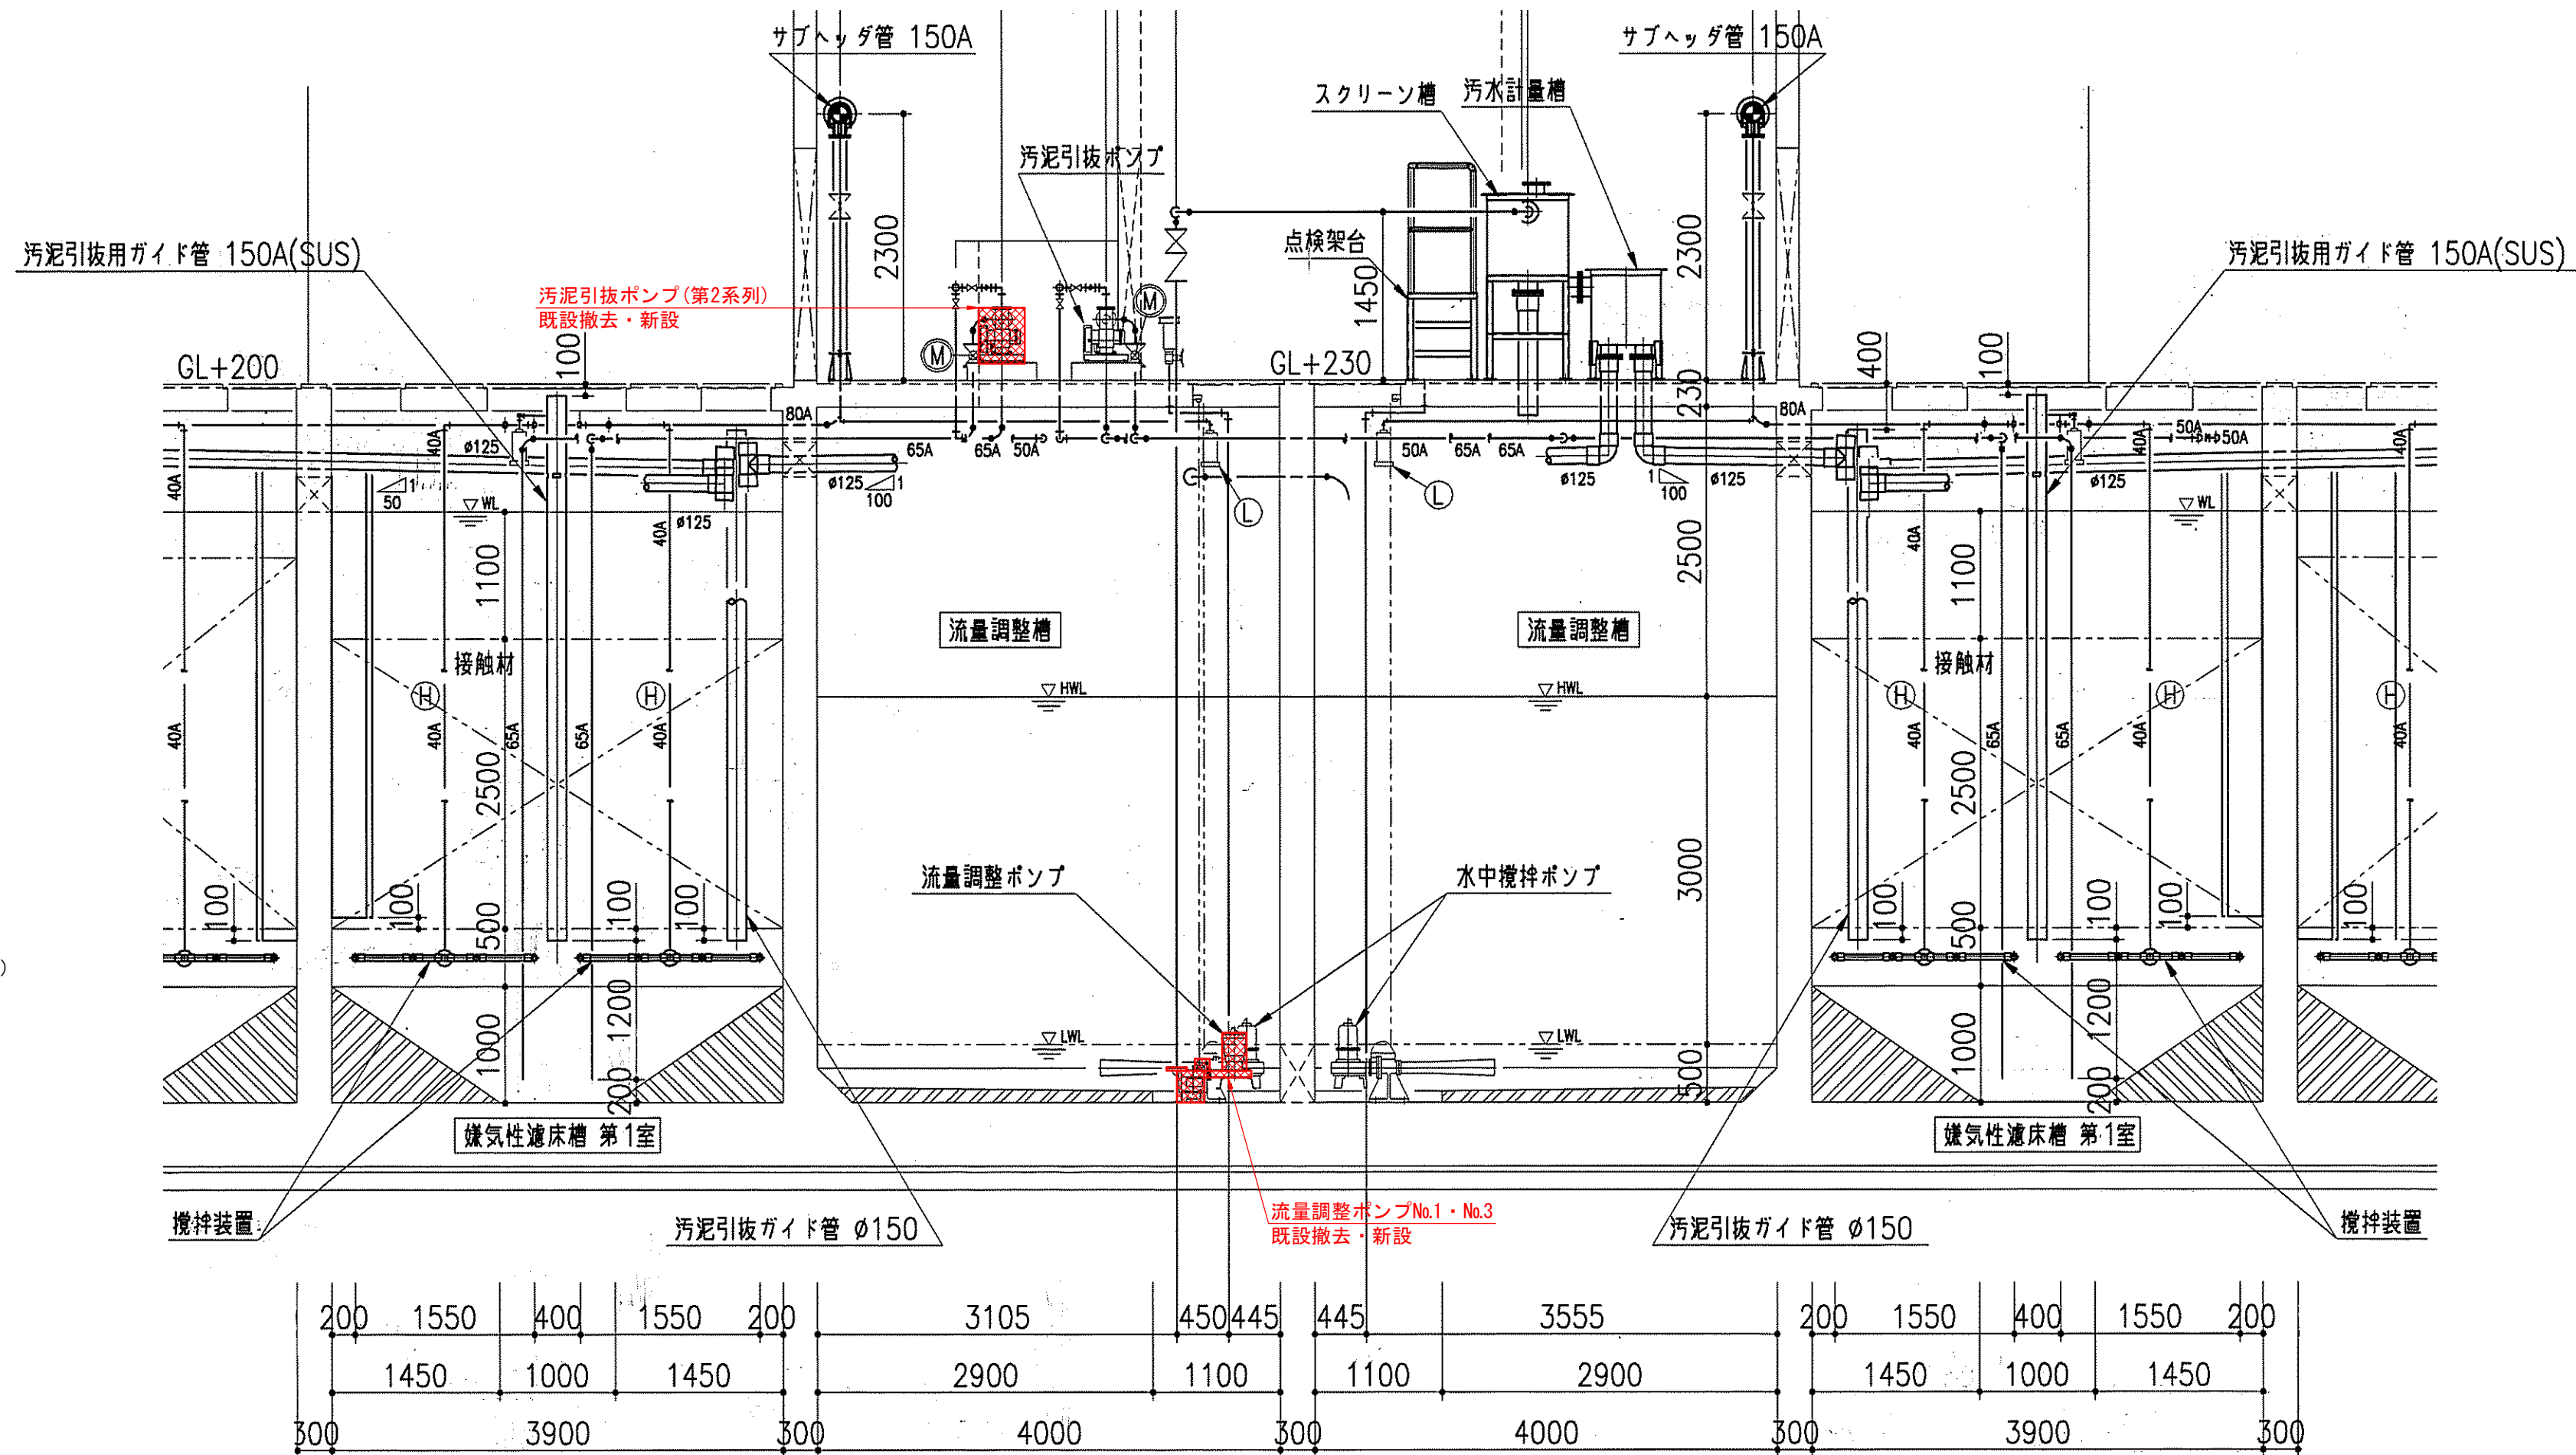 サブヘッダ管 150A
サブヘッダ管 150A
スクリーン槽
汚水計量槽
汚泥引抜ポンプ
2300
2300
点検架台
1450
汚泥引抜用ガイド管 150A(SUS)
汚泥引抜用ガイド管 150A(SUS)
汚泥引抜ポンプ(第2系列)
既設撤去・新設
M
M
GL+200
100
GL+230
230
400
100
80A
80A
40A
ø125
65A
65A
50A
50A
65A
65A
40A
50A
50A
40A
40A
1
50
ø125
1
100
ø125
1
100
ø125
ø125
40A
WL
40A
ø125
L
L
WL
40A
1100
2500
1100
流量調整槽
流量調整槽
接触材
接触材
H
H
HWL
HWL
H
H
H
40A
40A
65A
65A
40A
40A
65A
65A
40A
40A
2500
2500
流量調整ポンプ
水中撹拌ポンプ
3000
100
100
500
100
100
100
500
100
100
100
)
1000
1200
200
LWL
LWL
500
1000
1200
200
嫌気性濾床槽 第1室
嫌気性濾床槽 第1室
撹拌装置
汚泥引抜ガイド管 ø150
流量調整ポンプ№1・№3
既設撤去・新設
汚泥引抜ガイド管 ø150
撹拌装置
200 1550 400 1550 200 3105 450 445 445 3555 200 1550 400 1550 200
1450 1000 1450 2900 1100 1100 2900 1450 1000 1450
300 3900 300 4000 300 4000 300 3900 300